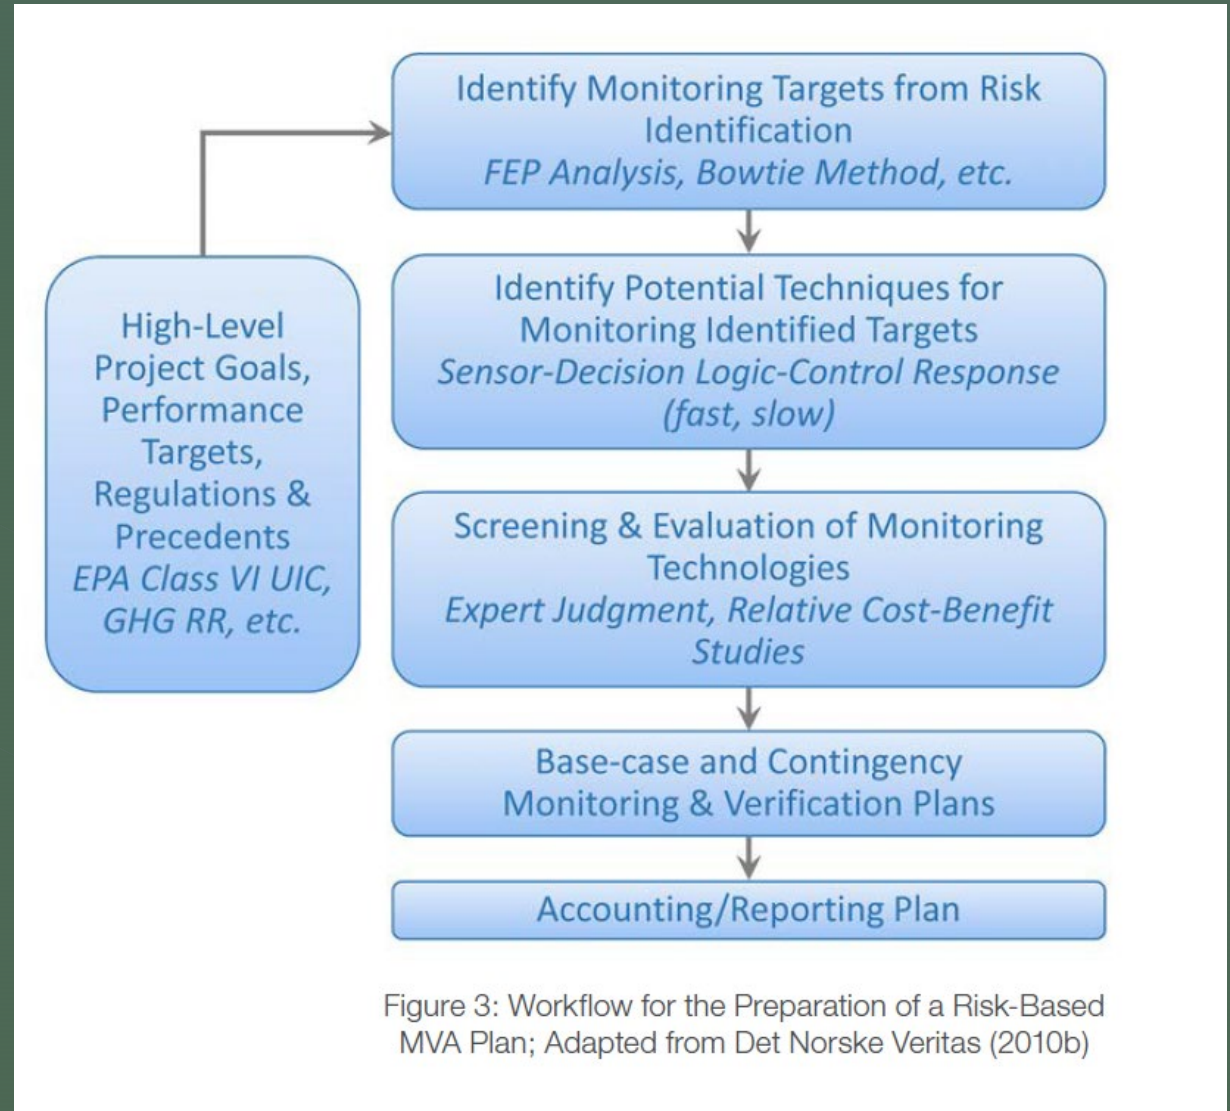 Identify Monitoring Targets from Risk
Identification
FEP Analysis, Bowtie Method, etc.
High-Level
Project Goals,
Performance
Targets,
Regulations &
Precedents
EPA Class VI UIC,
GHG RR, etc.
Identify Potential Techniques for
Monitoring Identified Targets
Sensor-Decision Logic-Control Response
(fast, slow)
Screening & Evaluation of Monitoring
Technologies
Expert Judgment, Relative Cost-Benefit
Studies
Base-case and Contingency
Monitoring & Verification Plans
Accounting/Reporting Plan
Figure 3: Workflow for the Preparation of a Risk-Based
MVA Plan; Adapted from Det Norske Veritas (2010b)